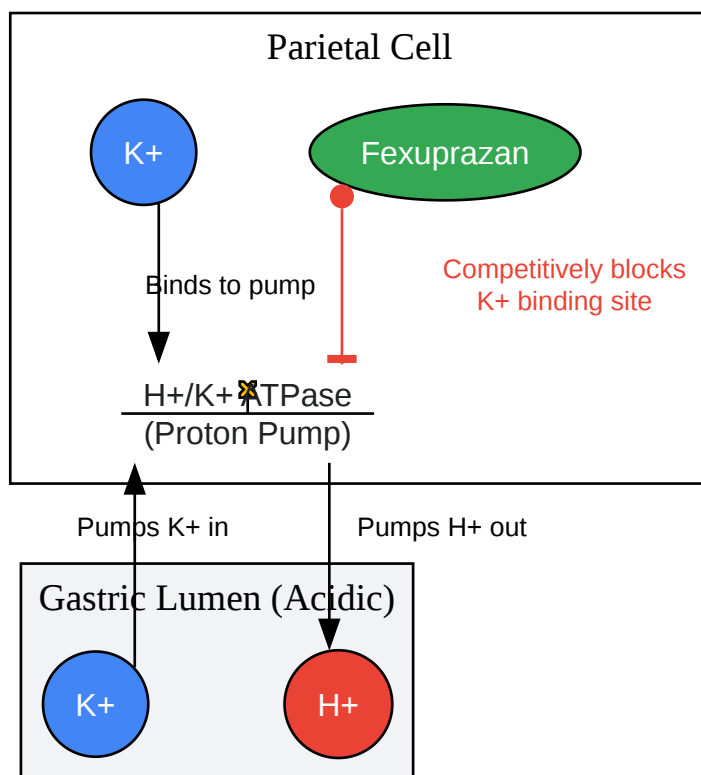 Parietal Cell
K+
Fexuprazan
Binds to pump
Competitively blocks
K+ binding site
H+/K+ ATPase
(Proton Pump)
Pumps K+ in
Pumps H+ out
Gastric Lumen (Acidic)
K+
H+